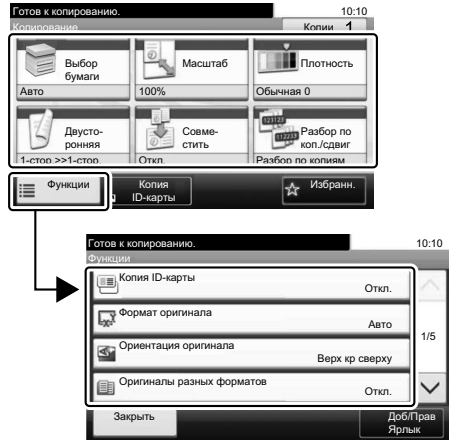 Готов к копированию. 10:10
Копирование Копии 1
Выбор
бумаги
Масштаб
Плотность
Авто
100%
Обычная 0
Двусто-
ронняя
Совме-
стить
Разбор по
коп./сдвиг
1-стор.>>1-стор.
Откл.
Разбор по копиям
Функции
Копия
ID-карты
Избранн.
Готов к копированию. 10:10
Функции
Копия ID-карты
Откл.
Формат оригинала
Авто
1/5
Ориентация оригинала
Верх кр сверху
Оригиналы разных форматов
Откл.
Закрыть
Доб/Прав
Ярлык